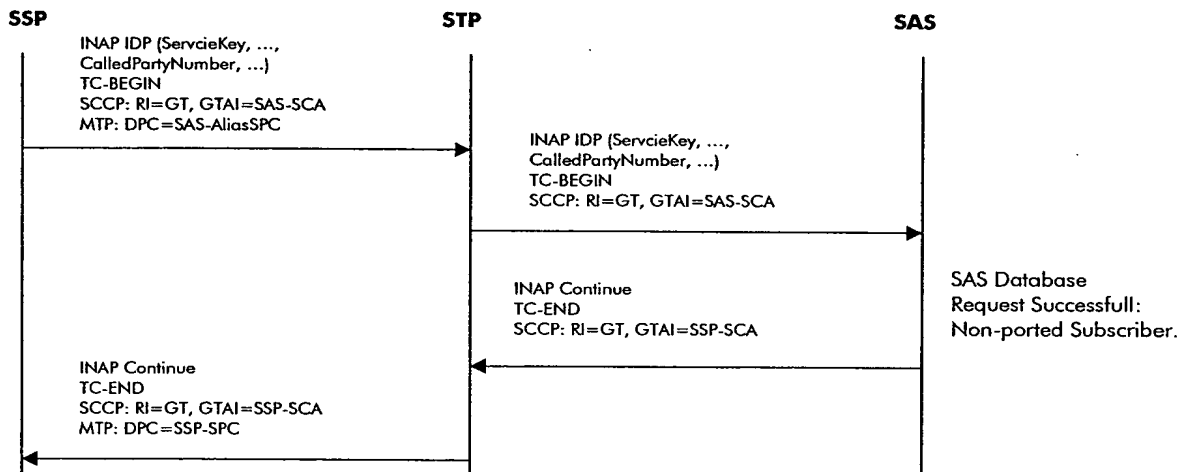 SSP
STP
SAS
INAP IDP (ServcieKey, ...,
CalledPartyNumber, ...)
TC-BEGIN
SCCP: RI=GT, GTAI=SAS-SCA
MTP: DPC=SAS-AliasSPC
INAP IDP (ServcieKey, ...,
CalledPartyNumber, ...)
TC-BEGIN
SCCP: RI=GT, GTAI=SAS-SCA
SAS Database
Request Successfull:
Non-ported Subscriber.
INAP Continue
TC-END
SCCP: RI=GT, GTAI=SSP-SCA
INAP Continue
TC-END
SCCP: RI=GT, GTAI=SSP-SCA
MTP: DPC=SSP-SPC